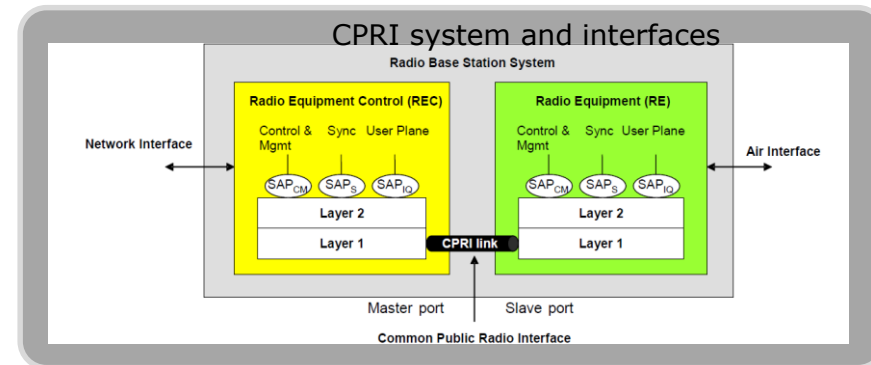 CPRI system and interfaces
Radio Base Station System
Radio Equipment Control (REC)
Radio Equipment (RE)
Network Interface
Air Interface
Control & Mgmt Sync User Plane
SAPCM SAPS SAPIQ
Layer 2
Layer 1
Control & Mgmt Sync User Plane
SAPCM SAPS SAPIQ
Layer 2
Layer 1
CPRI link
Master port Slave port
Common Public Radio Interface